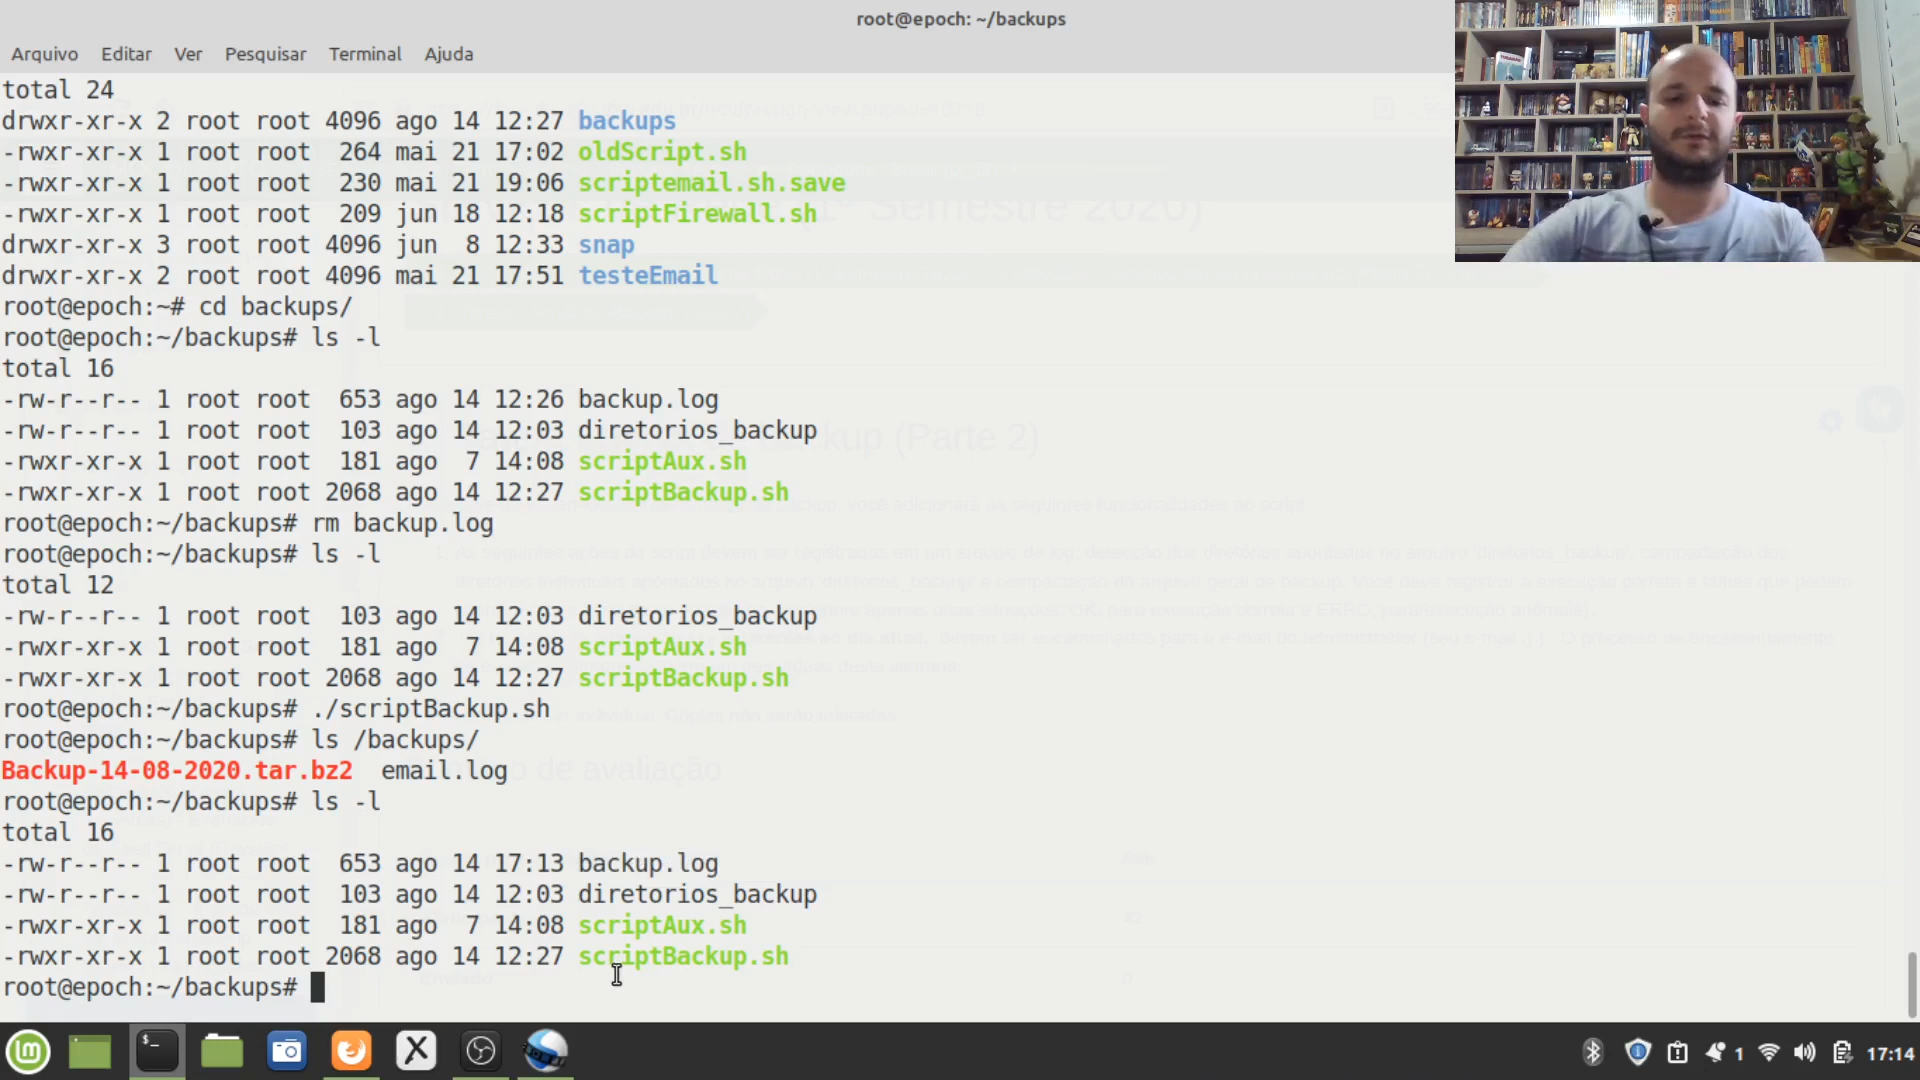 root@epoch: ~/backups
Arquivo Editar Ver Pesquisar Terminal Ajuda
total 24
drwxr-xr-x 2 root root 4096 ago 14 12:27 backups
-rwxr-xr-x 1 root root  264 mai 21 17:02 oldScript.sh
-rwxr-xr-x 1 root root  230 mai 21 19:06 scriptemail.sh.save
-rwxr-xr-x 1 root root  209 jun 18 12:18 scriptFirewall.sh
drwxr-xr-x 3 root root 4096 jun  8 12:33 snap
drwxr-xr-x 2 root root 4096 mai 21 17:51 testeEmail
Semestre 2020)
root@epoch:~# cd backups/
root@epoch:~/backups# ls -l
total 16
-rw-r--r-- 1 root root  653 ago 14 12:26 backup.log
-rw-r--r-- 1 root root  103 ago 14 12:03 diretorios_backup
(Parte 2)
-rwxr-xr-x 1 root root  181 ago  7 14:08 scriptAux.sh
-rwxr-xr-x 1 root root 2068 ago 14 12:27 scriptBackup.sh
root@epoch:~/backups# rm backup.log
root@epoch:~/backups# ls -l
total 12
-rw-r--r-- 1 root root  103 ago 14 12:03 diretorios_backup
-rwxr-xr-x 1 root root  181 ago  7 14:08 scriptAux.sh
-rwxr-xr-x 1 root root 2068 ago 14 12:27 scriptBackup.sh
root@epoch:~/backups# ./scriptBackup.sh
root@epoch:~/backups# ls /backups/
Backup-14-08-2020.tar.bz2  email.log
de avaliação
root@epoch:~/backups# ls -l
total 16
-rw-r--r-- 1 root root  653 ago 14 17:13 backup.log
-rw-r--r-- 1 root root  103 ago 14 12:03 diretorios_backup
-rwxr-xr-x 1 root root  181 ago  7 14:08 scriptAux.sh
-rwxr-xr-x 1 root root 2068 ago 14 12:27 scriptBackup.sh
root@epoch:~/backups#
1
17:14